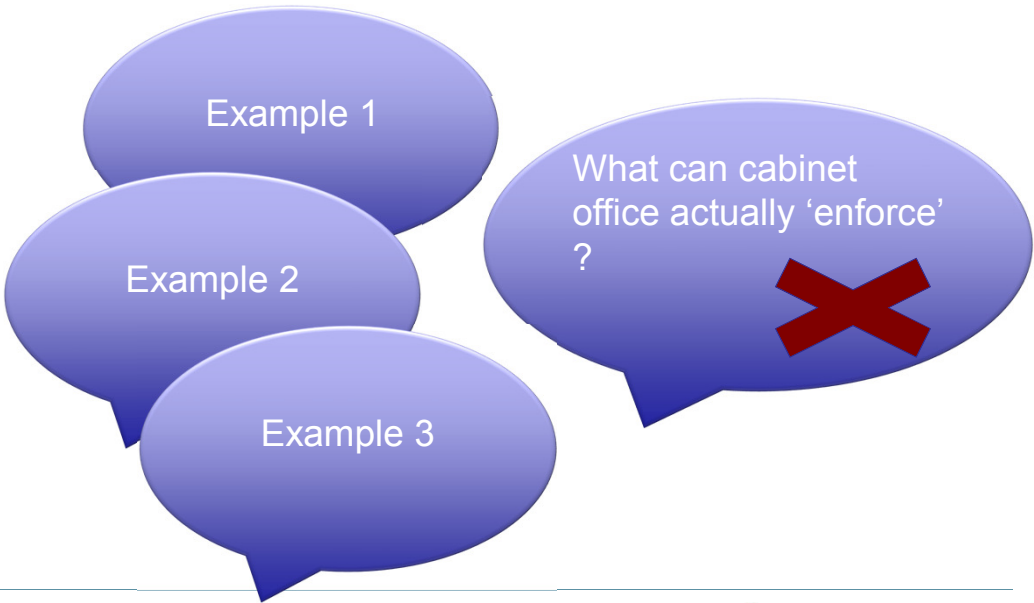 Example 1
Example 2
Example 3
What can cabinet
office actually ‘enforce’
?